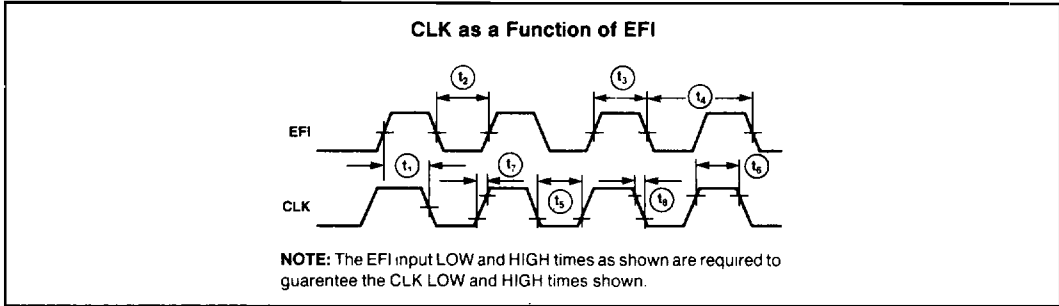 CLK as a Function of EFI
t2
t3
t4
EFI
t1
t7
t5
t8
t6
CLK
NOTE: The EFI input LOW and HIGH times as shown are required to
guarentee the CLK LOW and HIGH times shown.